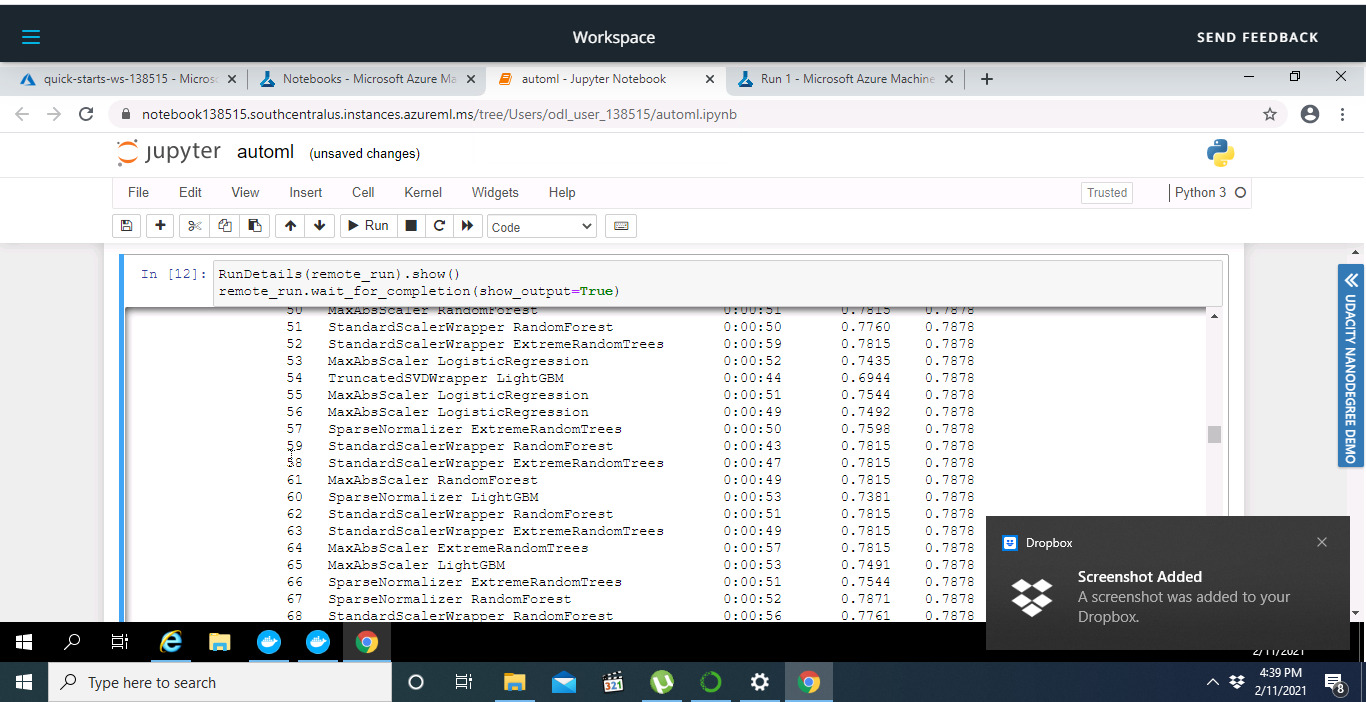 Workspace
SEND FEEDBACK
quick-starts-ws-138515 - Micros
Notebooks - Microsoft Azure Ma
automl - Jupyter Notebook
Run 1 - Microsoft Azure Machine
notebook138515.southcentralus.instances.azureml.ms/tree/Users/odl_user_138515/automl.ipynb
jupyter automl (unsaved changes)
File Edit View Insert Cell Kernel Widgets Help
Trusted
Python 3
Run
Code
In [12]: RunDetails(remote_run).show()
remote_run.wait_for_completion(show_output=True)
50 MaxAbsScaler RandomForest 0:00:51 0.7815 0.7878
51 StandardScalerWrapper RandomForest 0:00:50 0.7760 0.7878
52 StandardScalerWrapper ExtremeRandomTrees 0:00:59 0.7815 0.7878
53 MaxAbsScaler LogisticRegression 0:00:52 0.7435 0.7878
54 TruncatedSVDWrapper LightGBM 0:00:44 0.6944 0.7878
55 MaxAbsScaler LogisticRegression 0:00:51 0.7544 0.7878
56 MaxAbsScaler LogisticRegression 0:00:49 0.7492 0.7878
57 SparseNormalizer ExtremeRandomTrees 0:00:50 0.7598 0.7878
59 StandardScalerWrapper RandomForest 0:00:43 0.7815 0.7878
58 StandardScalerWrapper ExtremeRandomTrees 0:00:47 0.7815 0.7878
61 MaxAbsScaler RandomForest 0:00:49 0.7815 0.7878
60 SparseNormalizer LightGBM 0:00:53 0.7381 0.7878
62 StandardScalerWrapper RandomForest 0:00:51 0.7815 0.7878
63 StandardScalerWrapper ExtremeRandomTrees 0:00:49 0.7815 0.7878
64 MaxAbsScaler ExtremeRandomTrees 0:00:57 0.7815 0.7878
65 MaxAbsScaler LightGBM 0:00:53 0.7491 0.7878
66 SparseNormalizer ExtremeRandomTrees 0:00:51 0.7544 0.7878
67 SparseNormalizer RandomForest 0:00:52 0.7871 0.7878
68 StandardScalerWrapper RandomForest 0:00:56 0.7761 0.7878
UDACITY NANODEGREE DEMO
Dropbox
Screenshot Added
A screenshot was added to your
Dropbox.
2/11/2021
Type here to search
321
4:39 PM
2/11/2021
8